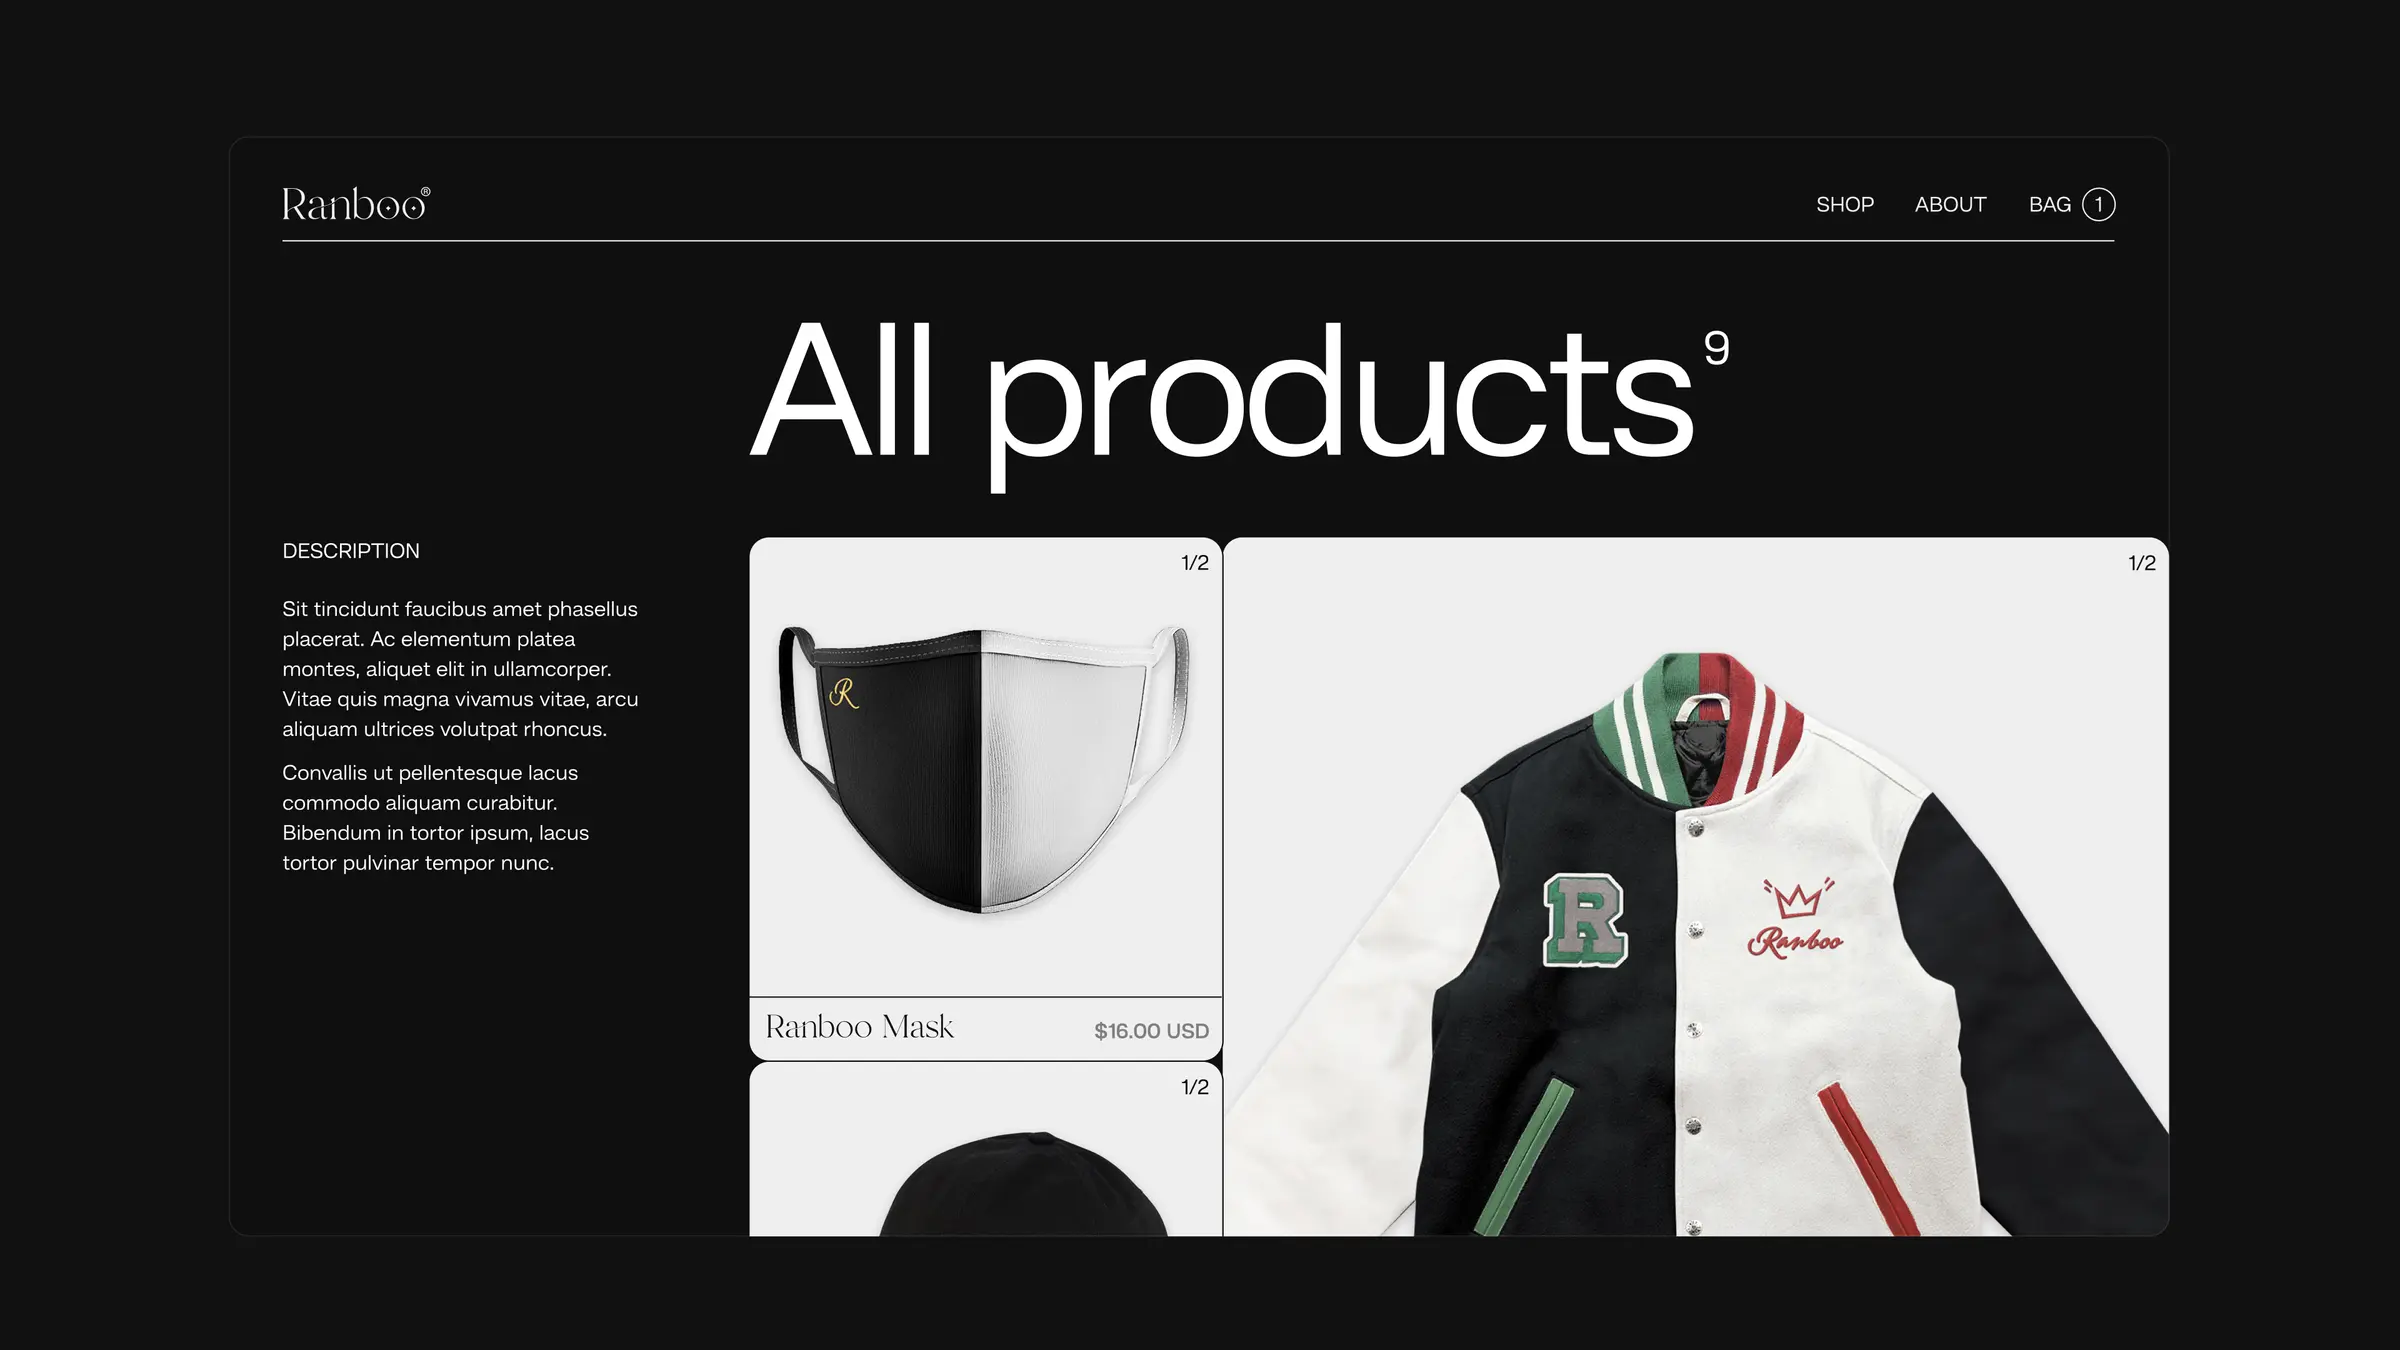 Ranboo®
SHOP ABOUT BAG 1
All products 9
DESCRIPTION
Sit tincidunt faucibus amet phasellus
placerat. Ac elementum platea
montes, aliquet elit in ullamcorper.
Vitae quis magna vivamus vitae, arcu
aliquam ultrices volutpat rhoncus.
Convallis ut pellentesque lacus
commodo aliquam curabitur.
Bibendum in tortor ipsum, lacus
tortor pulvinar tempor nunc.
1/2
R
Ranboo Mask
$16.00 USD
1/2
1/2
R
Ranboo